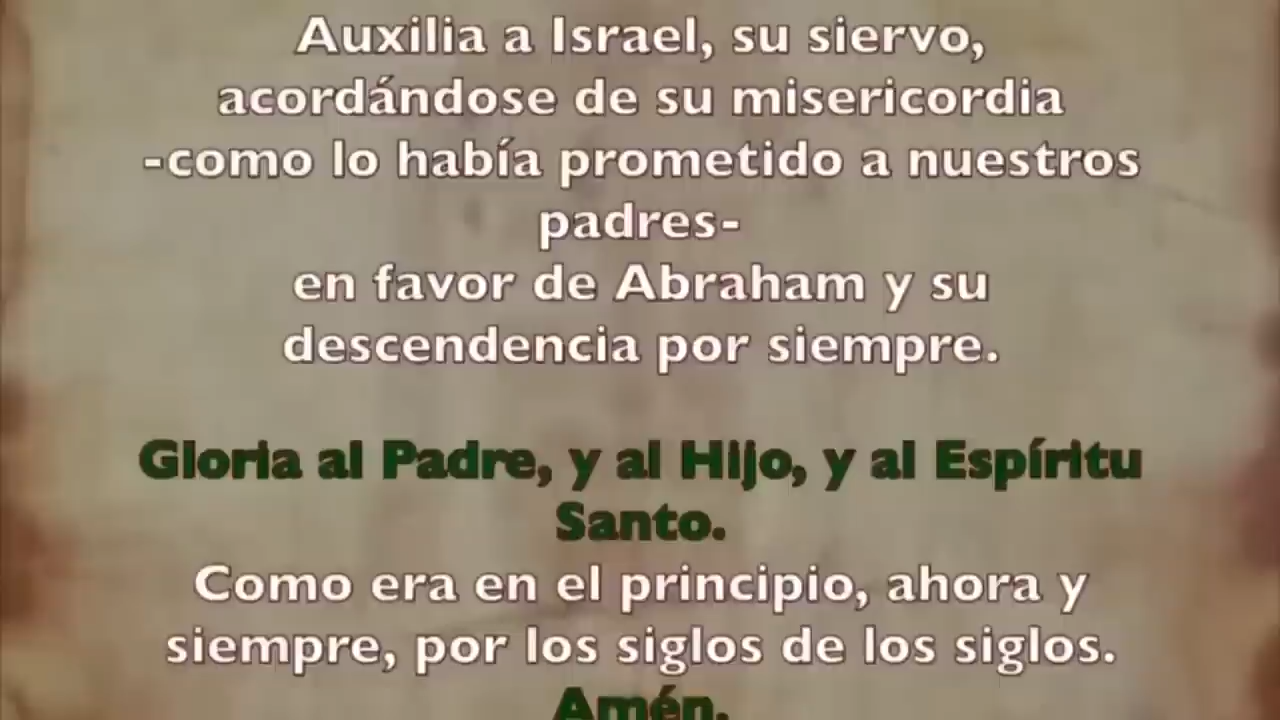 Auxilia a Israel, su siervo,
acordándose de su misericordia
-como lo había prometido a nuestros
padres-
en favor de Abraham y su
descendencia por siempre.
Gloria al Padre, y al Hijo, y al Espíritu
Santo.
Como era en el principio, ahora y
siempre, por los siglos de los siglos.
Amén.